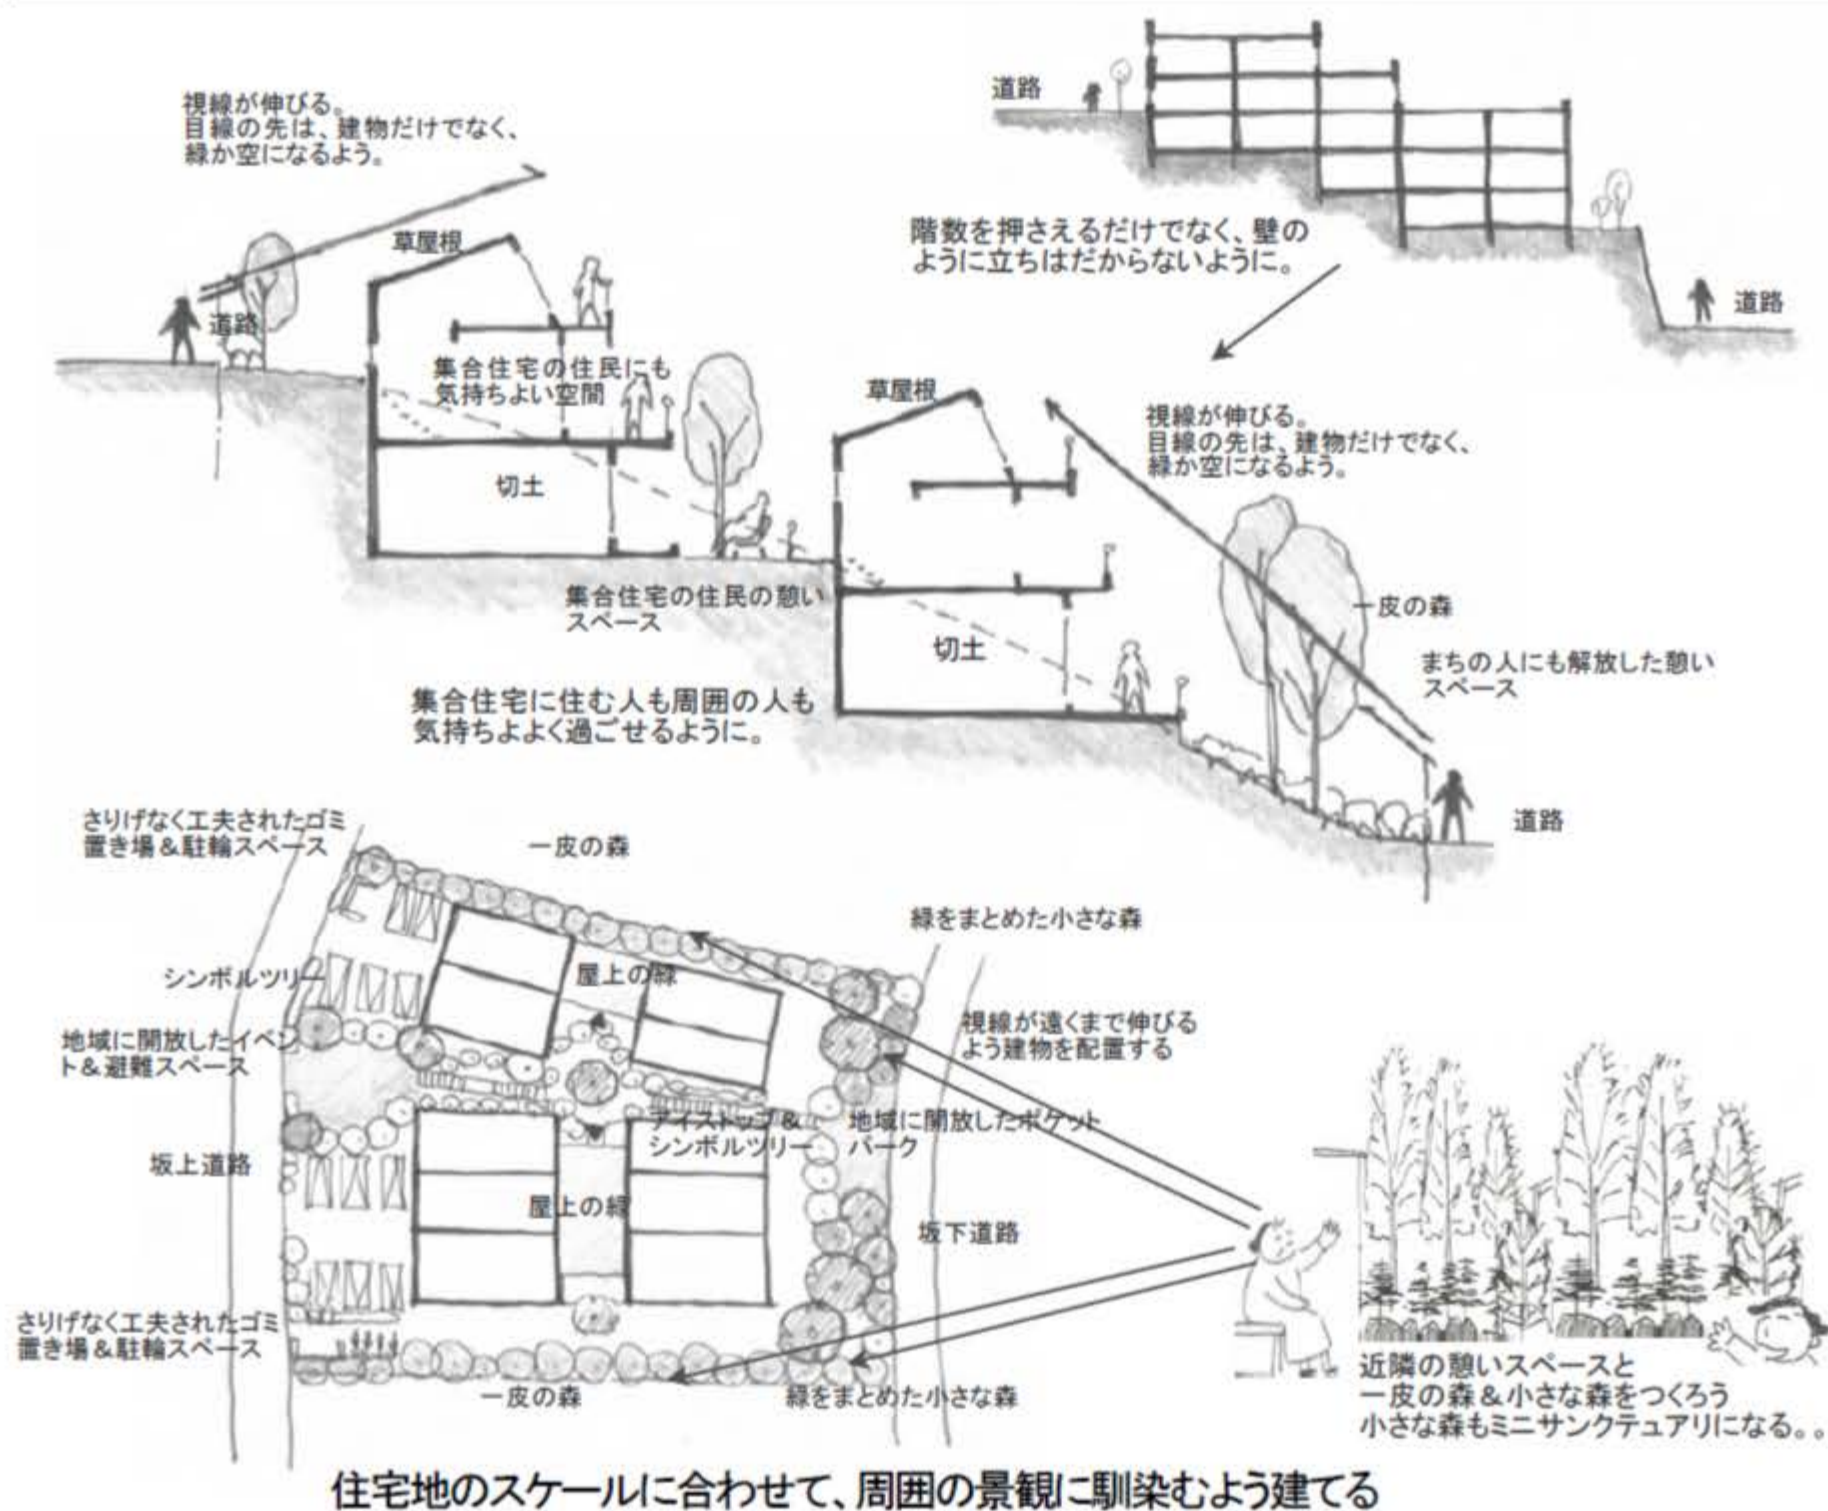 視線が伸びる。
目線の先は、建物だけでなく、
緑か空になるよう。
道路
草屋根
道路
階数を押さえるだけでなく、壁の
ように立ちはだからないように。
道路
集合住宅の住民にも
気持ちよい空間
切土
草屋根
視線が伸びる。
目線の先は、建物だけでなく、
緑か空になるよう。
集合住宅の住民の憩い
スペース
切土
一皮の森
まちの人にも解放した憩い
スペース
集合住宅に住む人も周囲の人も
気持ちよよく過ごせるように。
道路
さりげなく工夫されたゴミ
置き場&駐輪スペース
一皮の森
緑をまとめた小さな森
シンボルツリー
屋上の緑
地域に開放したイベン
ト&避難スペース
視線が遠くまで伸びる
よう建物を配置する
アイストップ&
シンボルツリー
地域に開放したポケット
パーク
坂上道路
屋上の緑
坂下道路
さりげなく工夫されたゴミ
置き場&駐輪スペース
一皮の森
緑をまとめた小さな森
近隣の憩いスペースと
一皮の森&小さな森をつくろう
小さな森もミニサンクテュアリになる。。
住宅地のスケールに合わせて、周囲の景観に馴染むよう建てる